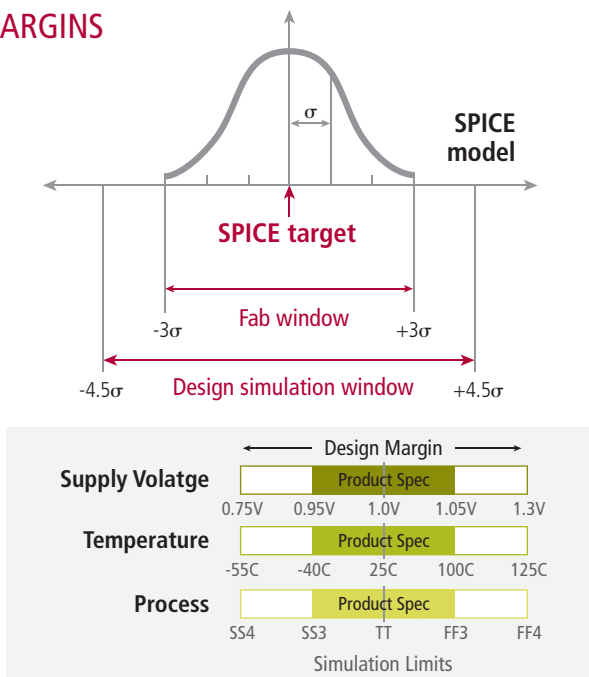 ARGINS
σ
SPICE
model
SPICE target
Fab window
-3σ
+3σ
-4.5σ
Design simulation window
+4.5σ
Design Margin
Supply Volatge
Product Spec
0.75V 0.95V 1.0V 1.05V 1.3V
Temperature
Product Spec
-55C -40C 25C 100C 125C
Process
Product Spec
SS4 SS3 TT FF3 FF4
Simulation Limits